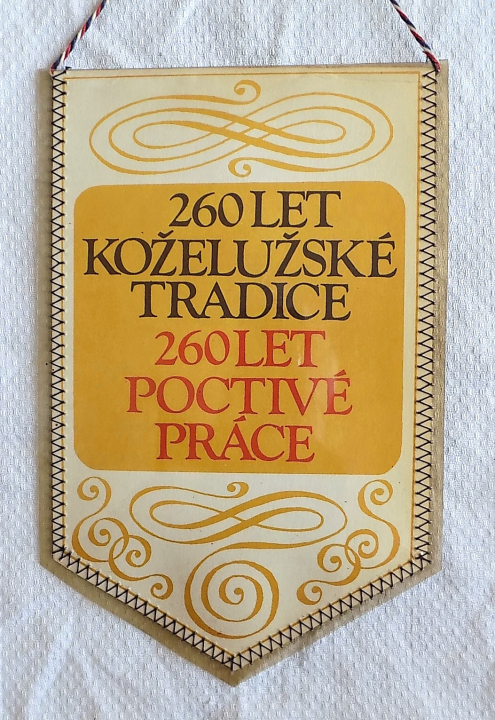 260 LET
KOŽELUŽSKÉ
TRADICE
260 LET
POCTIVÉ
PRÁCE